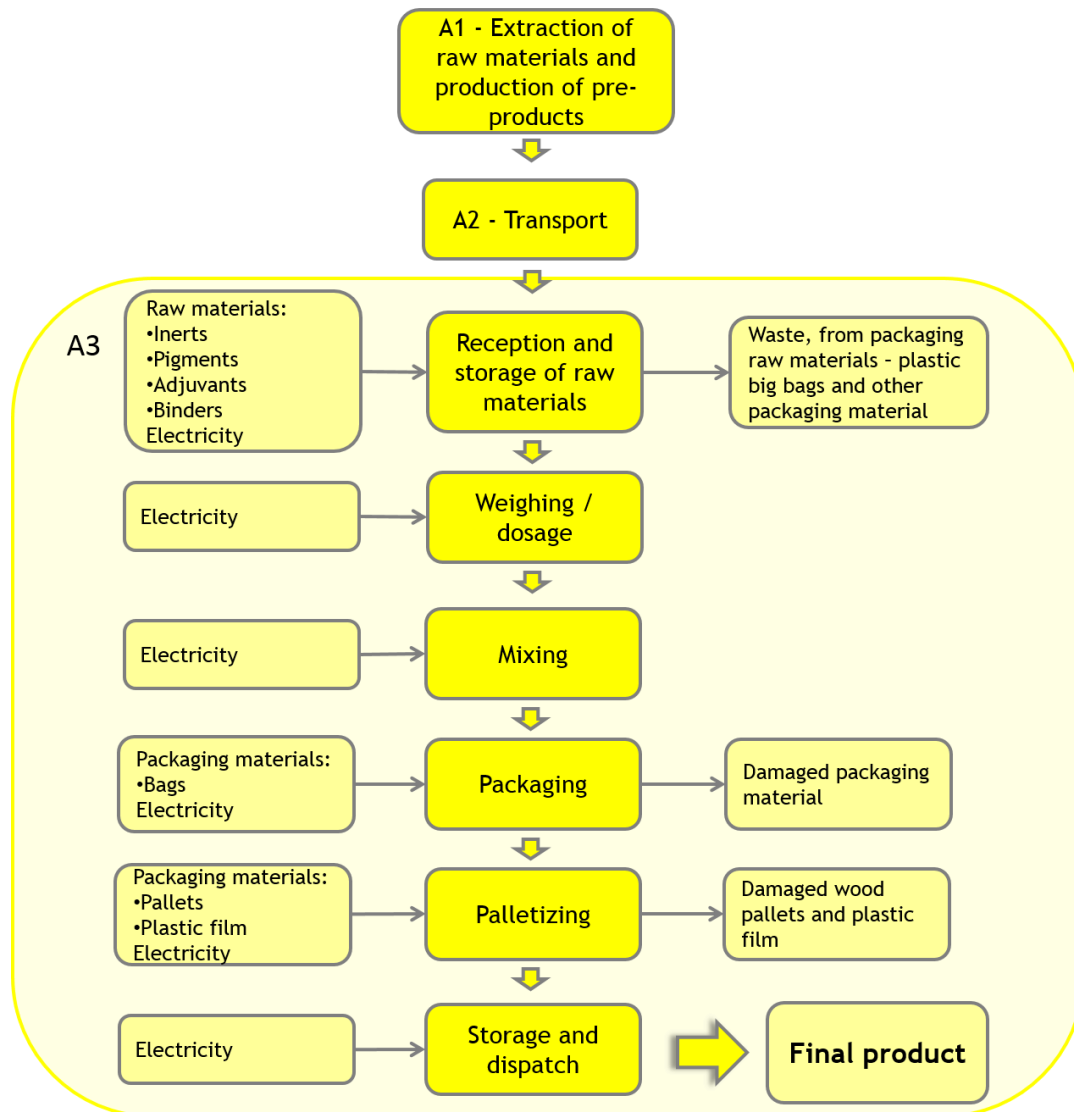 A1 - Extraction of
raw materials and
production of pre-
products
A2 - Transport
A3
Raw materials:
•Inerts
•Pigments
•Adjuvants
•Binders
Electricity
Reception and
storage of raw
materials
Waste, from packaging
raw materials – plastic
big bags and other
packaging material
Electricity
Weighing /
dosage
Electricity
Mixing
Packaging materials:
•Bags
Electricity
Packaging
Damaged packaging
material
Packaging materials:
•Pallets
•Plastic film
Electricity
Palletizing
Damaged wood
pallets and plastic
film
Electricity
Storage and
dispatch
Final product